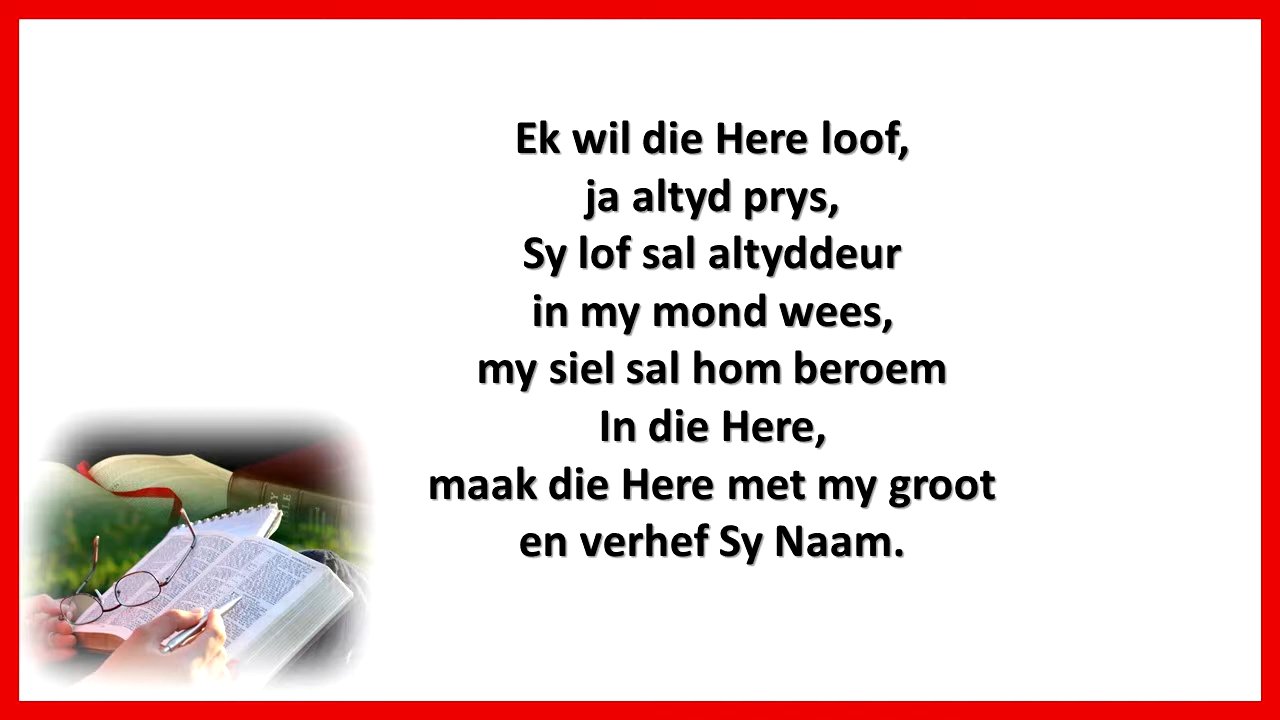 Ek wil die Here loof,
ja altyd prys,
Sy lof sal altyddeur
in my mond wees,
my siel sal hom beroem
In die Here,
maak die Here met my groot
en verhef Sy Naam.